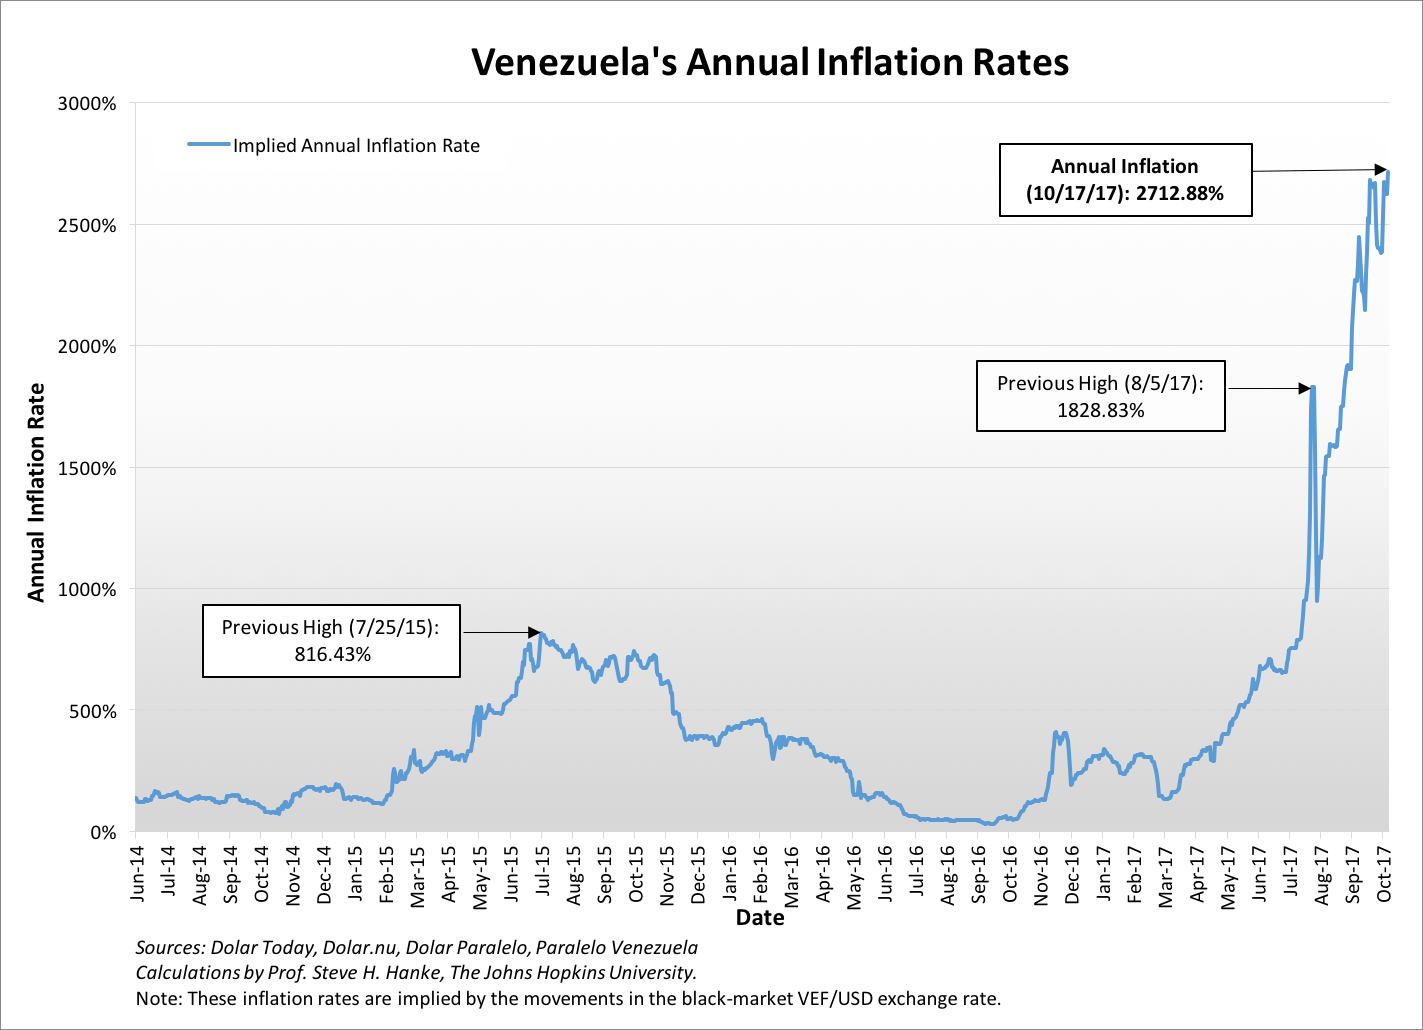 Venezuela's Annual Inflation Rates
3000%
2500%
2000%
1500%
1000%
500%
0%
Annual Inflation Rate
Implied Annual Inflation Rate
Annual Inflation
(10/17/17): 2712.88%
Previous High (8/5/17):
1828.83%
Previous High (7/25/15):
816.43%
Jun-14
Jul-14
Aug-14
Sep-14
Oct-14
Nov-14
Dec-14
Jan-15
Feb-15
Mar-15
Apr-15
May-15
Jun-15
Jul-15
Aug-15
Sep-15
Oct-15
Nov-15
Dec-15
Jan-16
Feb-16
Mar-16
Apr-16
May-16
Jun-16
Jul-16
Aug-16
Sep-16
Oct-16
Nov-16
Dec-16
Jan-17
Feb-17
Mar-17
Apr-17
May-17
Jun-17
Jul-17
Aug-17
Sep-17
Oct-17
Date
Sources: Dolar Today, Dolar.nu, Dolar Paralelo, Paralelo Venezuela
Calculations by Prof. Steve H. Hanke, The Johns Hopkins University.
Note: These inflation rates are implied by the movements in the black-market VEF/USD exchange rate.